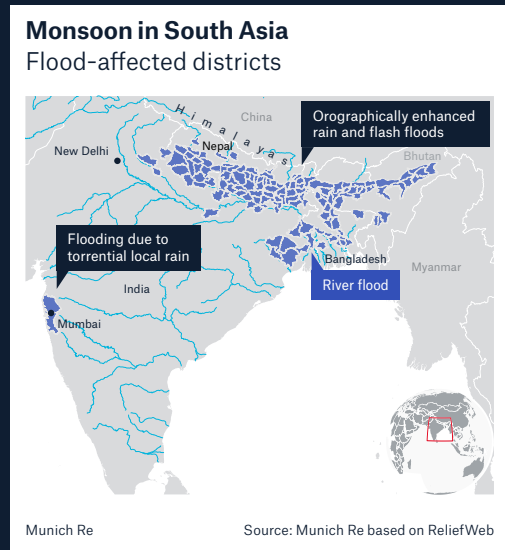 Monsoon in South Asia
Flood-affected districts
Himalayas
China
Orographically enhanced
rain and flash floods
Nepal
New Delhi
Bhutan
Flooding due to
torrential local rain
Bangladesh
Myanmar
India
River flood
Mumbai
Munich Re
Source: Munich Re based on ReliefWeb